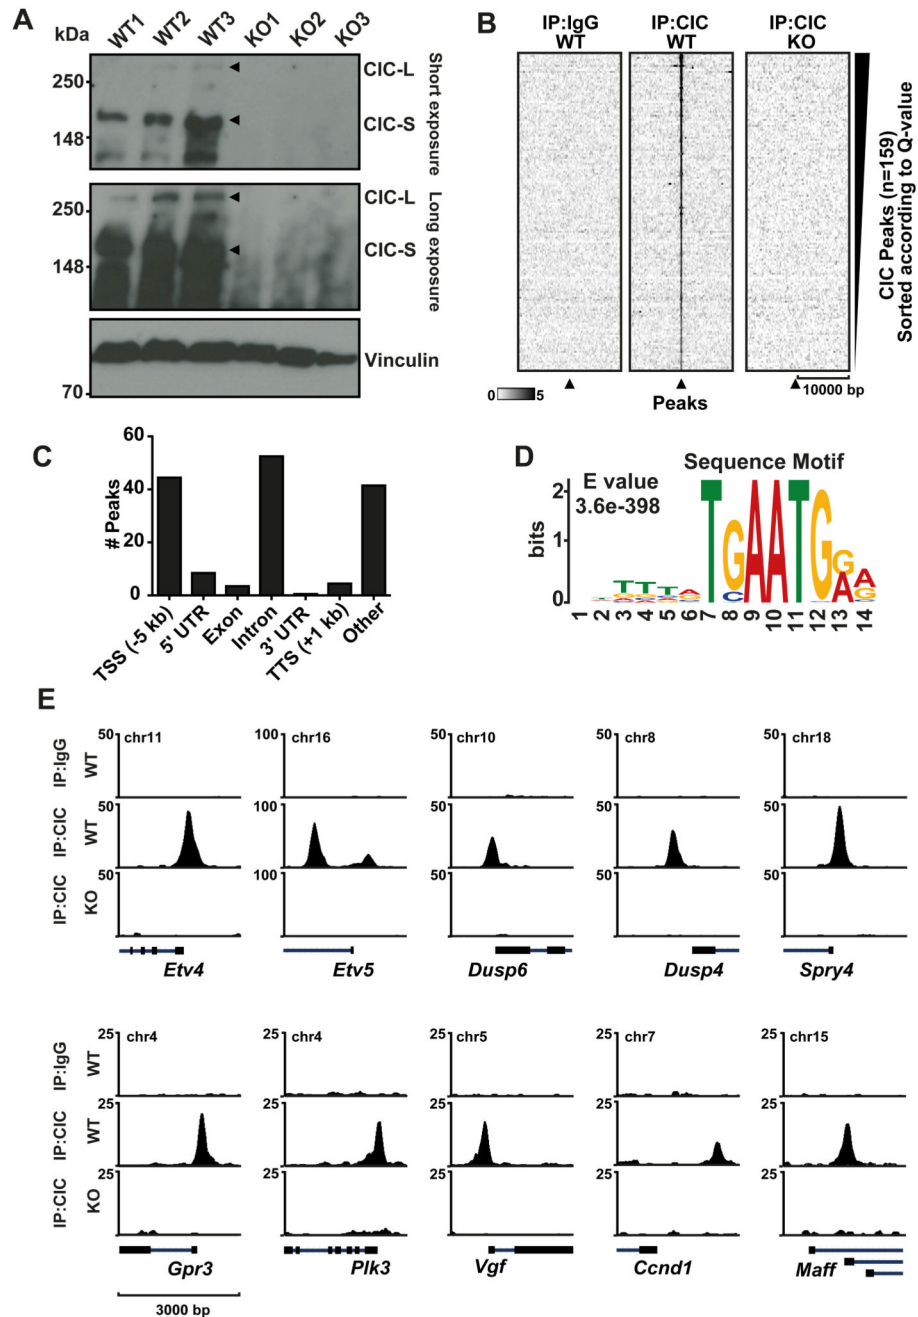 A
kDa
WT1 WT2 WT3 KO1 KO2 KO3
250
148
CIC-L
CIC-S
Short exposure
250
148
CIC-L
CIC-S
Long exposure
Vinculin
70
B
IP:IgG IP:CIC IP:CIC
WT WT KO
CIC Peaks (n=159)
Sorted according to Q-value
0 5
Peaks
10000 bp
C
# Peaks
60
40
20
0
TSS (-5 kb) 5' UTR Exon Intron 3' UTR TTS (+1 kb) Other
D
Sequence Motif
E value
3.6e-398
bits
2
1
0
1 2 3 4 5 6 7 8 9 10 11 12 13 14
TGAATG
E
IP:IgG WT
50 chr11 100 chr16 50 chr10 50 chr8 50 chr18
IP:CIC WT
50 100 50 50 50
IP:CIC KO
50 100 50 50 50
Etv4 Etv5 Dusp6 Dusp4 Spry4
IP:IgG WT
25 chr4 25 chr4 25 chr5 25 chr7 25 chr15
IP:CIC WT
25 25 25 25 25
IP:CIC KO
25 25 25 25 25
Gpr3 Plk3 Vgf Ccnd1 Maff
3000 bp